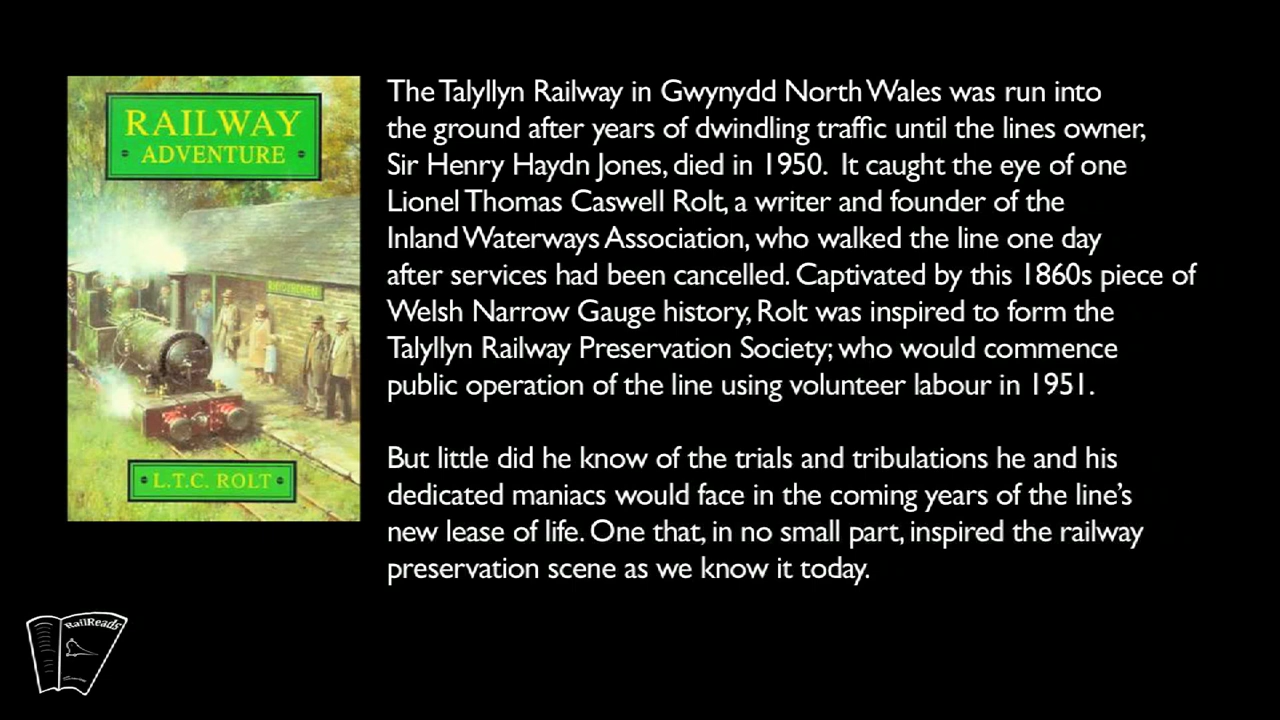 RAILWAY
ADVENTURE
L.T.C. ROLT
The Talyllyn Railway in Gwynydd North Wales was run into
the ground after years of dwindling traffic until the lines owner,
Sir Henry Haydn Jones, died in 1950. It caught the eye of one
Lionel Thomas Caswell Rolt, a writer and founder of the
Inland Waterways Association, who walked the line one day
after services had been cancelled. Captivated by this 1860s piece of
Welsh Narrow Gauge history, Rolt was inspired to form the
Talyllyn Railway Preservation Society; who would commence
public operation of the line using volunteer labour in 1951.
But little did he know of the trials and tribulations he and his
dedicated maniacs would face in the coming years of the line’s
new lease of life. One that, in no small part, inspired the railway
preservation scene as we know it today.
RailReads